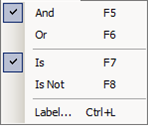 And F5
Or F6
Is F7
Is Not F8
Label... Ctrl+L